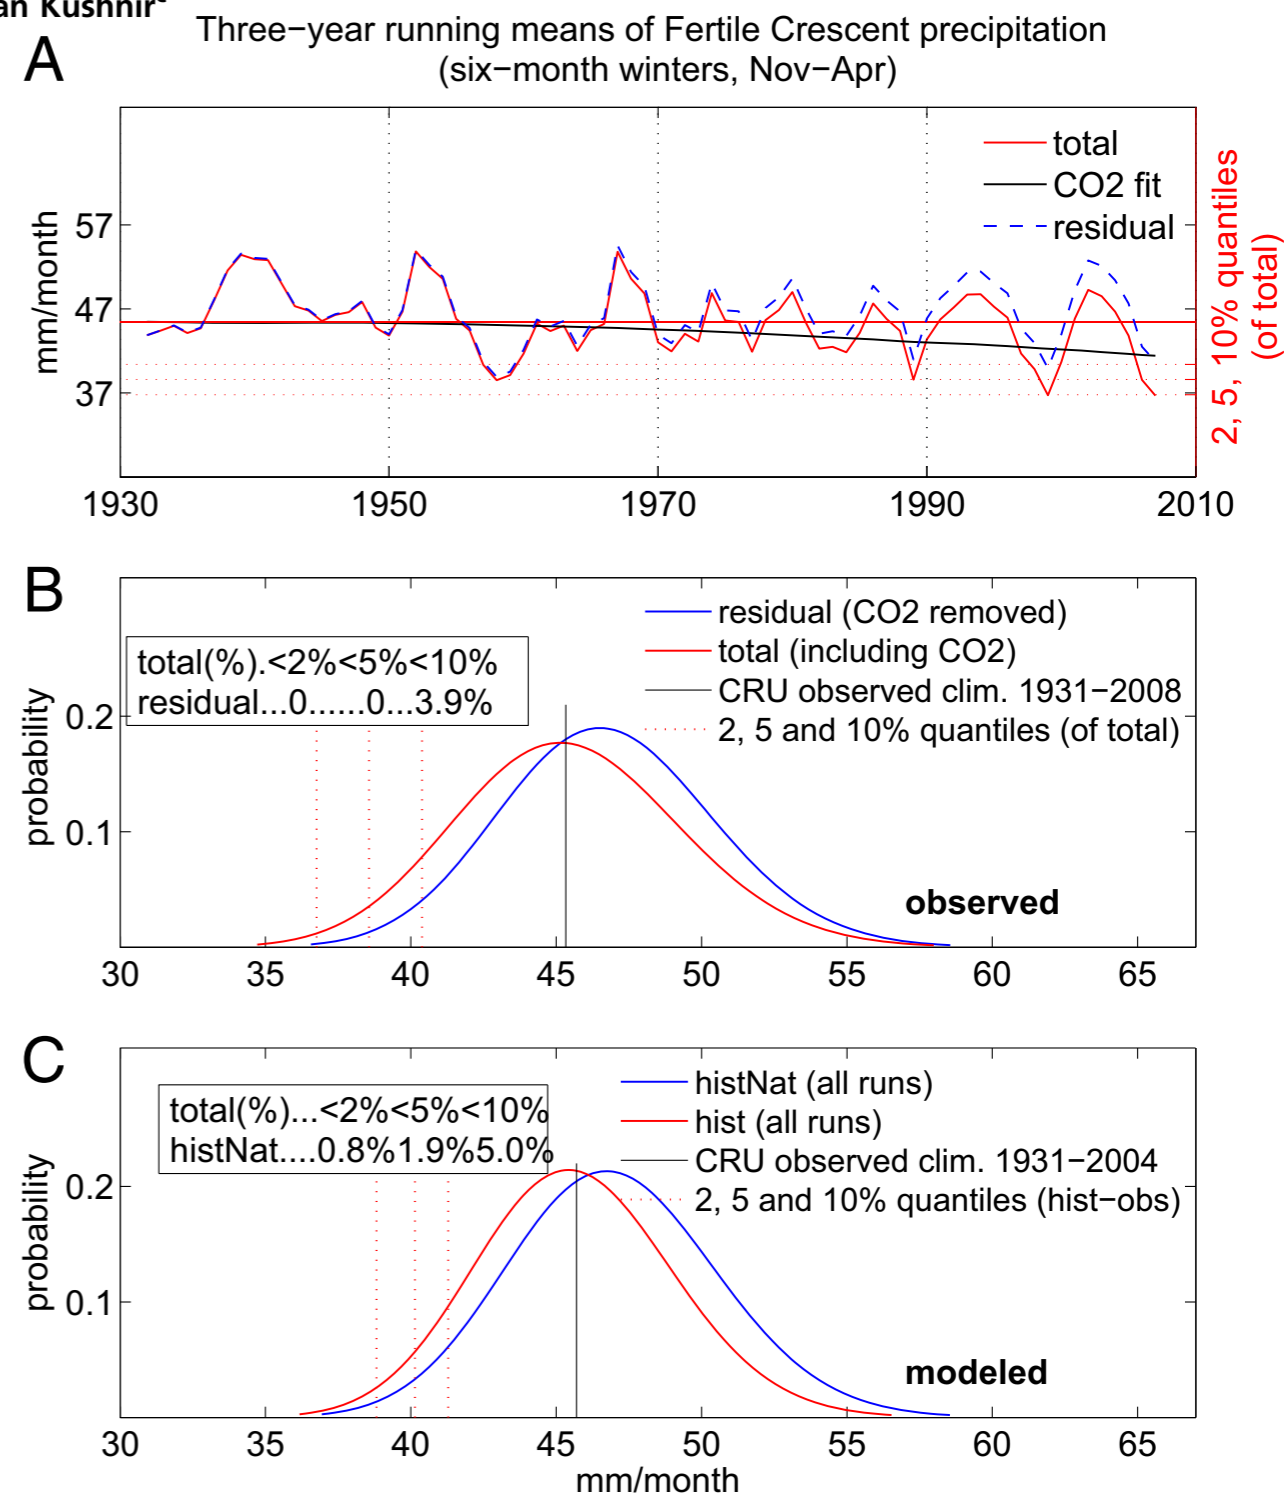 an Kushnir
A
Three−year running means of Fertile Crescent precipitation
(six−month winters, Nov−Apr)
total
CO2 fit
residual
mm/month
57
47
37
2, 5, 10% quantiles
(of total)
1930 1950 1970 1990 2010
B
residual (CO2 removed)
total (including CO2)
CRU observed clim. 1931−2008
2, 5 and 10% quantiles (of total)
total(%).<2%<5%<10%
residual...0......0...3.9%
probability
0.2
0.1
observed
30 35 40 45 50 55 60 65
C
histNat (all runs)
hist (all runs)
CRU observed clim. 1931−2004
2, 5 and 10% quantiles (hist−obs)
total(%)...<2%<5%<10%
histNat....0.8%1.9%5.0%
probability
0.2
0.1
modeled
30 35 40 45 50 55 60 65
mm/month